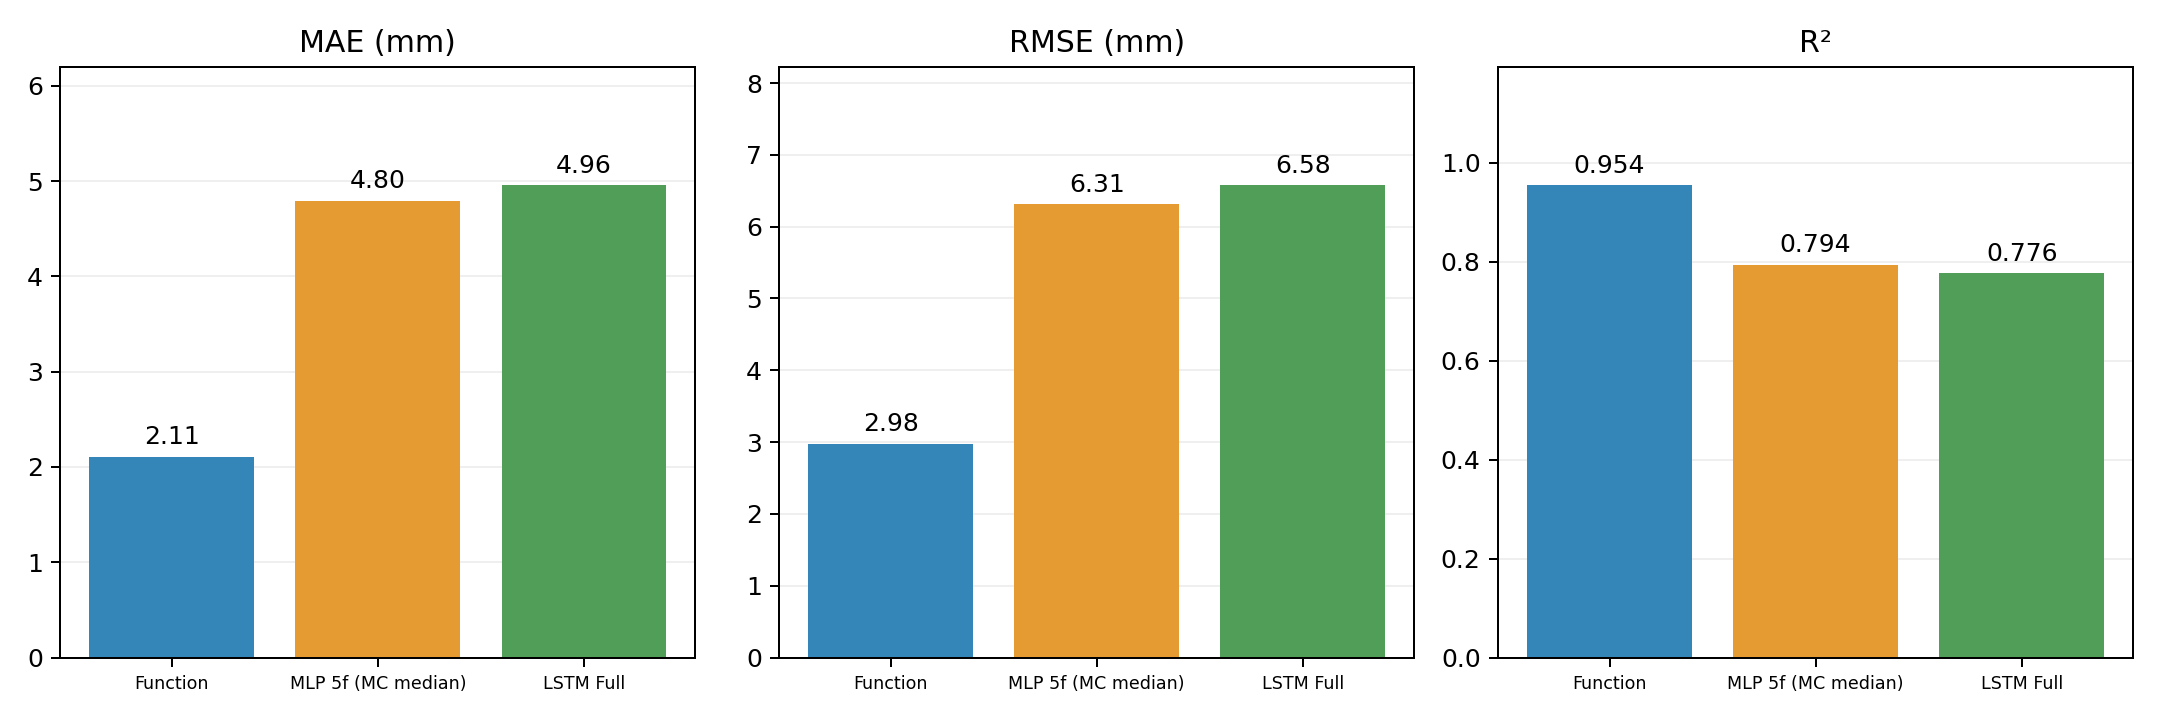 MAE (mm)
6
5
4
3
2
1
0
2.11
4.80
4.96
Function
MLP 5f (MC median)
LSTM Full
RMSE (mm)
8
7
6
5
4
3
2
1
0
2.98
6.31
6.58
Function
MLP 5f (MC median)
LSTM Full
R²
1.0
0.8
0.6
0.4
0.2
0.0
0.954
0.794
0.776
Function
MLP 5f (MC median)
LSTM Full